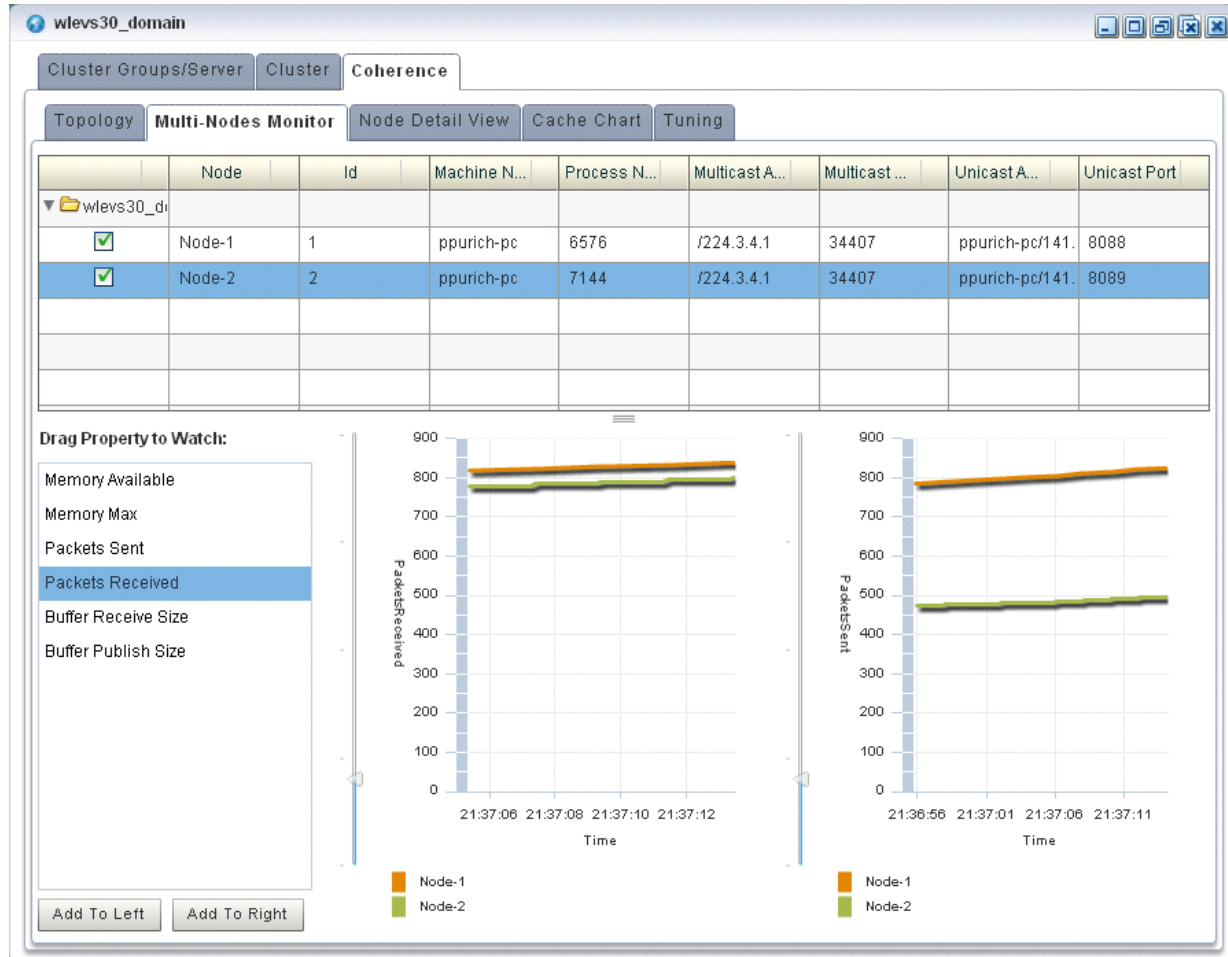 wlevs30_domain
Cluster Groups/Server Cluster Coherence
Topology Multi-Nodes Monitor Node Detail View Cache Chart Tuning
Node Id Machine N... Process N... Multicast A... Multicast ... Unicast A... Unicast Port
wlevs30_d
Node-1 1 ppurich-pc 6576 /224.3.4.1 34407 ppurich-pc/141. 8088
Node-2 2 ppurich-pc 7144 /224.3.4.1 34407 ppurich-pc/141. 8089
Drag Property to Watch:
Memory Available
Memory Max
Packets Sent
Packets Received
Buffer Receive Size
Buffer Publish Size
Add To Left Add To Right
900
800
700
600
500
400
300
200
100
0
PacketsReceived
21:37:06 21:37:08 21:37:10 21:37:12
Time
Node-1
Node-2
900
800
700
600
500
400
300
200
100
0
PacketsSent
21:36:56 21:37:01 21:37:06 21:37:11
Time
Node-1
Node-2